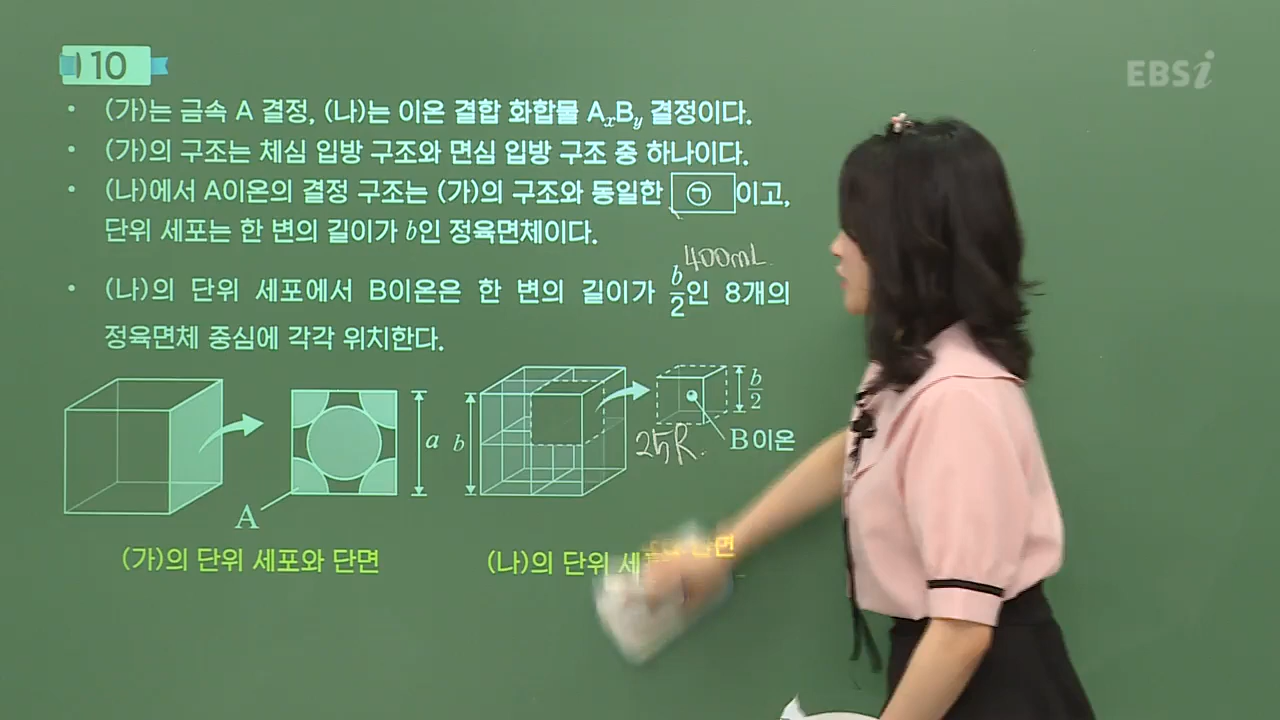 10
EBSi
• (가)는 금속 A 결정, (나)는 이온 결합 화합물 AₓBᵧ 결정이다.
• (가)의 구조는 체심 입방 구조와 면심 입방 구조 중 하나이다.
• (나)에서 A이온의 결정 구조는 (가)의 구조와 동일한 ㉠ 이고,
단위 세포는 한 변의 길이가 b인 정육면체이다.
400mL
• (나)의 단위 세포에서 B이온은 한 변의 길이가 b/2인 8개의
정육면체 중심에 각각 위치한다.
a
b
b/2
B이온
25R.
A
(가)의 단위 세포와 단면
(나)의 단위 세 단면